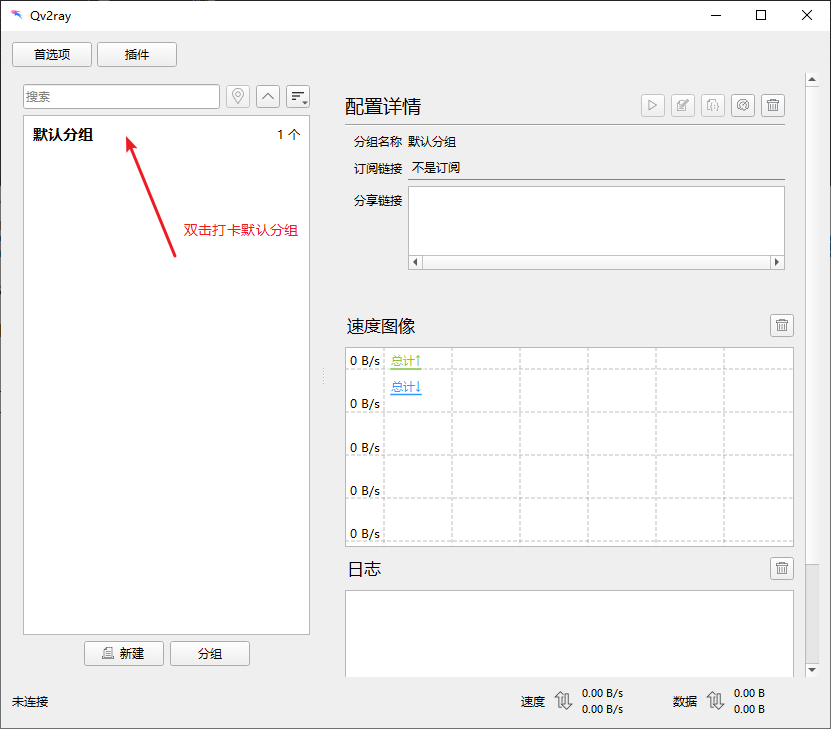 Qv2ray
首选项 插件
搜索
默认分组 1 个
双击打卡默认分组
新建 分组
配置详情
分组名称 默认分组
订阅链接 不是订阅
分享链接
速度图像
0 B/s 总计↑
总计↓
0 B/s
0 B/s
0 B/s
0 B/s
日志
未连接
速度 0.00 B/s
0.00 B/s
数据 0.00 B
0.00 B